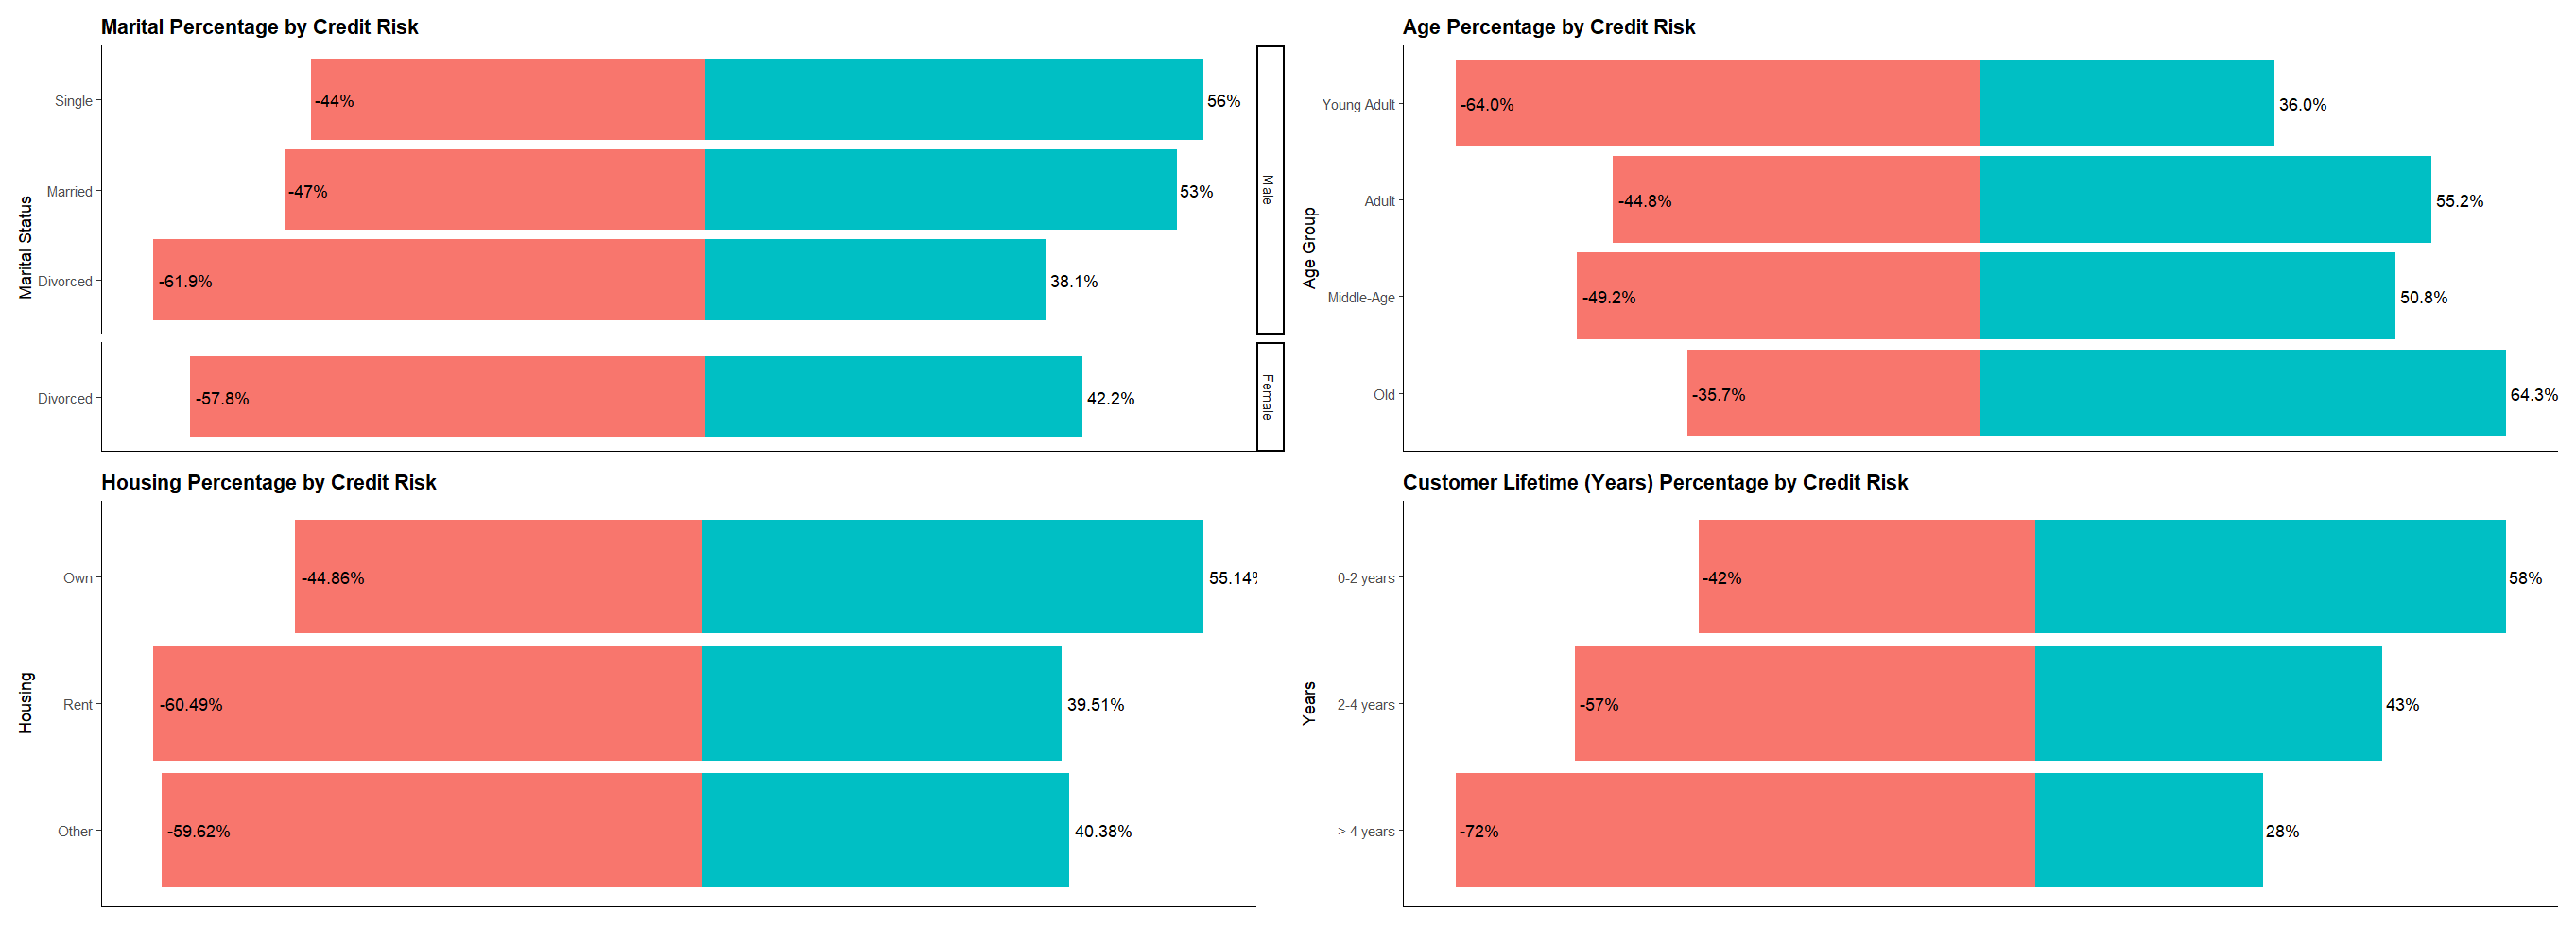 Marital Percentage by Credit Risk
Marital Status
Single
-44%
56%
Married
-47%
53%
Divorced
-61.9%
38.1%
Male
Divorced
-57.8%
42.2%
Female
Age Percentage by Credit Risk
Age Group
Young Adult
-64.0%
36.0%
Adult
-44.8%
55.2%
Middle-Age
-49.2%
50.8%
Old
-35.7%
64.3%
Housing Percentage by Credit Risk
Housing
Own
-44.86%
55.14%
Rent
-60.49%
39.51%
Other
-59.62%
40.38%
Customer Lifetime (Years) Percentage by Credit Risk
Years
0-2 years
-42%
58%
2-4 years
-57%
43%
> 4 years
-72%
28%